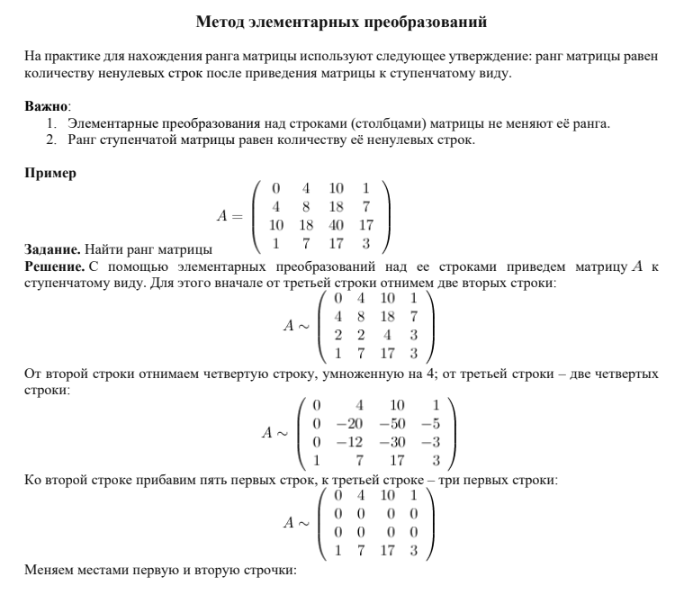 Метод элементарных преобразований
На практике для нахождения ранга матрицы используют следующее утверждение: ранг матрицы равен
количеству ненулевых строк после приведения матрицы к ступенчатому виду.
Важно:
1. Элементарные преобразования над строками (столбцами) матрицы не меняют её ранга.
2. Ранг ступенчатой матрицы равен количеству её ненулевых строк.
Пример
0 4 10 1
A = 4 8 18 7
10 18 40 17
1 7 17 3
Задание. Найти ранг матрицы
Решение. С помощью элементарных преобразований над ее строками приведем матрицу A к
ступенчатому виду. Для этого вначале от третьей строки отнимем две вторых строки:
0 4 10 1
A ~ 4 8 18 7
2 2 4 3
1 7 17 3
От второй строки отнимаем четвертую строку, умноженную на 4; от третьей строки – две четвертых
строки:
0 4 10 1
A ~ 0 −20 −50 −5
0 −12 −30 −3
1 7 17 3
Ко второй строке прибавим пять первых строк, к третьей строке – три первых строки:
0 4 10 1
A ~ 0 0 0 0
0 0 0 0
1 7 17 3
Меняем местами первую и вторую строчки: